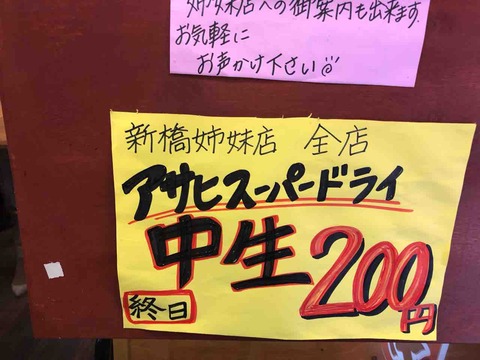 姉妹店への御案内も出来ます.
お気軽に
お声かけ下さい
新橋姉妹店 全店
アサヒスーパードライ
中生200円
終日